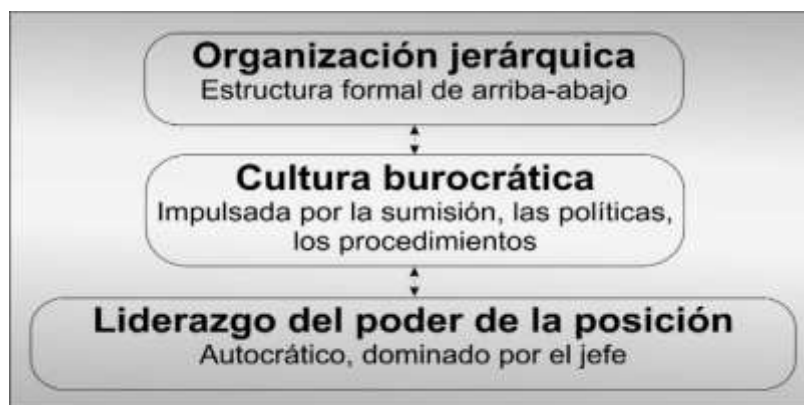 Organización jerárquica
Estructura formal de arriba-abajo
Cultura burocrática
Impulsada por la sumisión, las políticas,
los procedimientos
Liderazgo del poder de la posición
Autocrático, dominado por el jefe